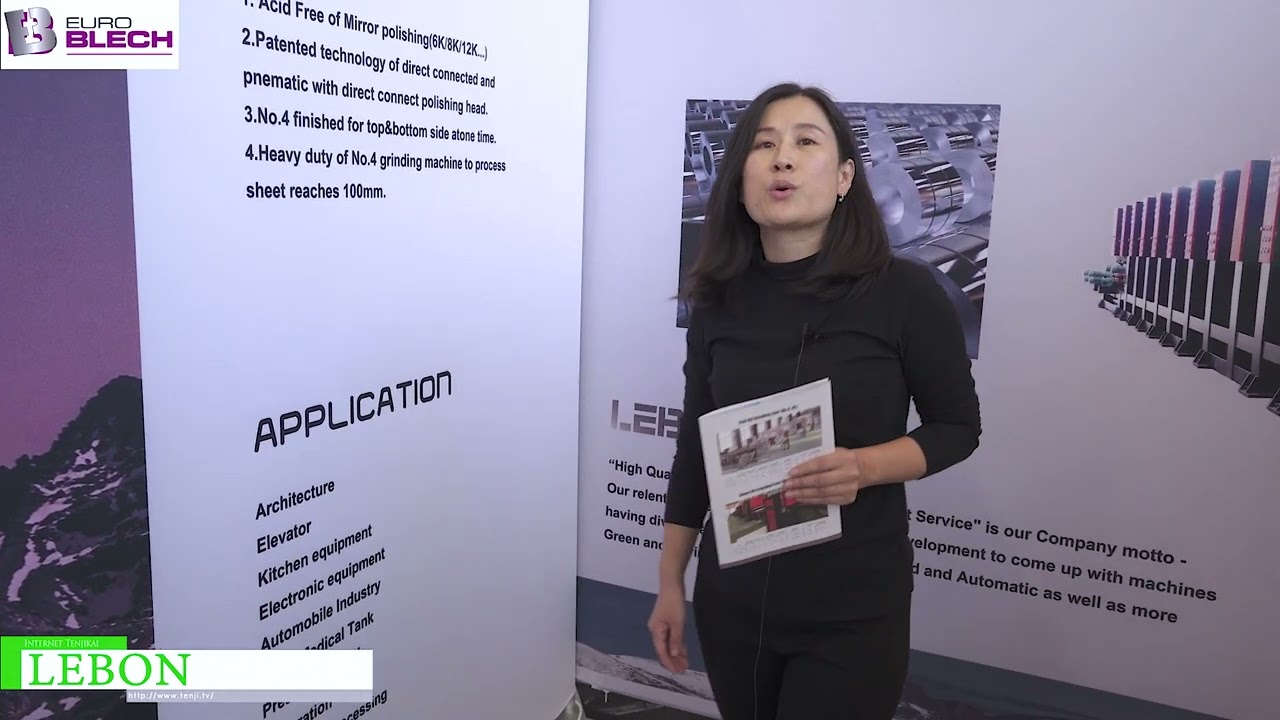 EURO
BLECH
1. Acid Free of Mirror polishing(6K/8K/12K...)
2.Patented technology of direct connected and
pnematic with direct connect polishing head.
3.No.4 finished for top&bottom side atone time.
4.Heavy duty of No.4 grinding machine to process
sheet reaches 100mm.
APPLICATION
Architecture
Elevator
Kitchen equipment
Electronic equipment
Automobile Industry
Medical Tank
LEB
"High Qua
t Service" is our Company motto -
Our relent
velopment to come up with machines
having div
d and Automatic as well as more
Green and
INTERNET TENJIKAI
LEBON
http://www.tenji.tv/